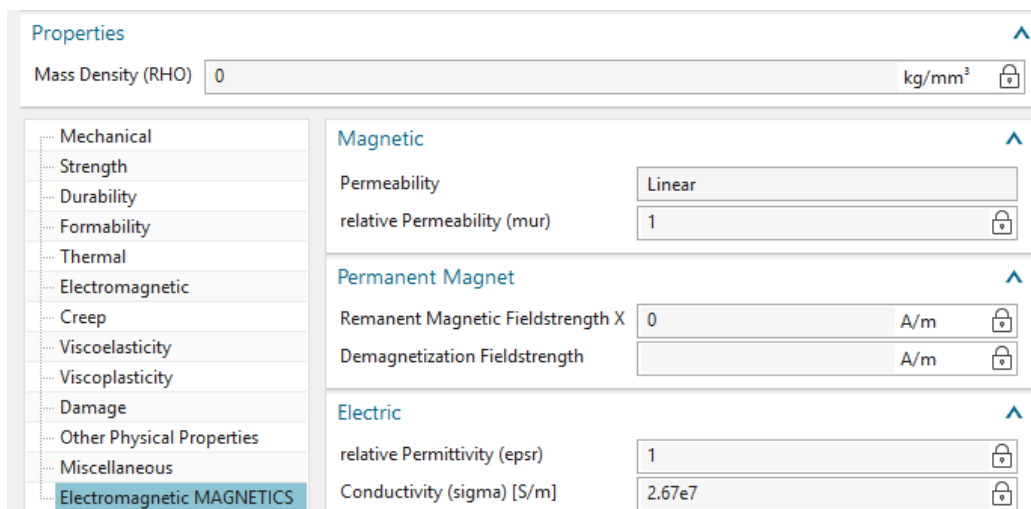 Properties
Mass Density (RHO) 0 kg/mm³
Mechanical
Strength
Durability
Formability
Thermal
Electromagnetic
Creep
Viscoelasticity
Viscoplasticity
Damage
Other Physical Properties
Miscellaneous
Electromagnetic MAGNETICS
Magnetic
Permeability Linear
relative Permeability (mur) 1
Permanent Magnet
Remanent Magnetic Fieldstrength X 0 A/m
Demagnetization Fieldstrength A/m
Electric
relative Permittivity (epsr) 1
Conductivity (sigma) [S/m] 2.67e7